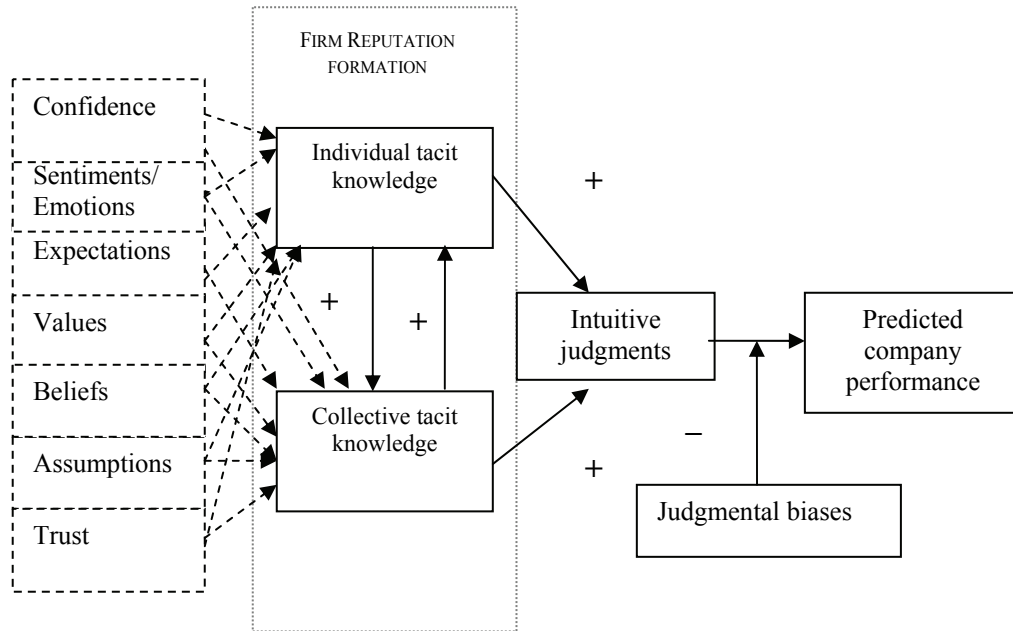 FIRM REPUTATION
FORMATION
Confidence
Sentiments/
Emotions
Expectations
Values
Beliefs
Assumptions
Trust
Individual tacit
knowledge
+
+
Collective tacit
knowledge
+
+
Intuitive
judgments
Predicted
company
performance
–
Judgmental biases